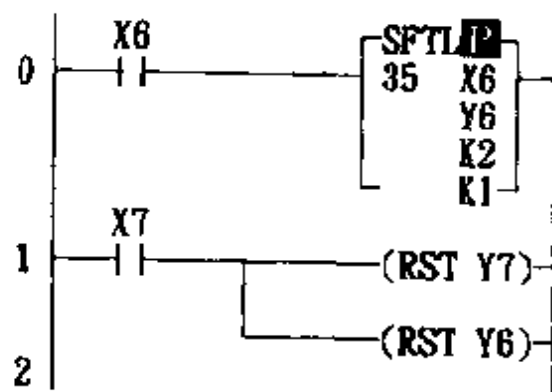 X6
0
SFTLP
35 X6
Y6
K2
K1
X7
1
(RST Y7)
(RST Y6)
2